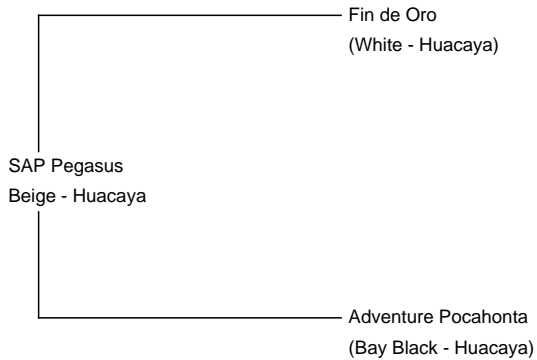 Fin de Oro
(White - Huacaya)
SAP Pegasus
Beige - Huacaya
Adventure Pocahonta
(Bay Black - Huacaya)